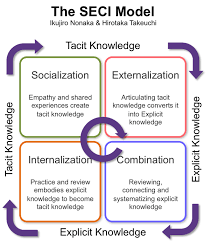 The SECI Model
Ikujiro Nonaka & Hirotaka Takeuchi
Tacit Knowledge
Tacit Knowledge
Socialization
Empathy and shared
experiences create
tacit knowledge
Externalization
Articulating tacit
knowledge converts it
into Explicit
knowledge
Explicit Knowledge
Internalization
Practice and review
embodies explicit
knowledge to become
tacit knowledge
Combination
Reviewing,
connecting and
systematizing explicit
knowledge
Explicit Knowledge